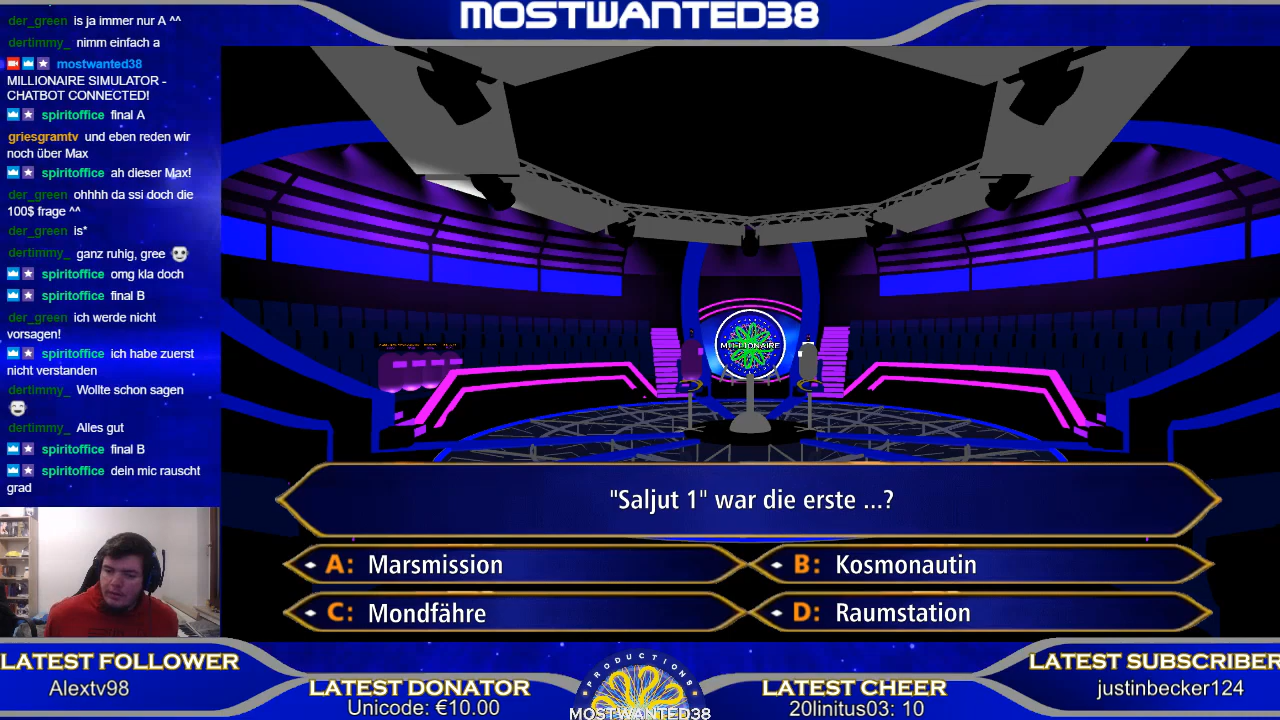 MOSTWANTED38
der_green is ja immer nur A ^^
dertimmy_ nimm einfach a
mostwanted38
MILLIONAIRE SIMULATOR -
CHATBOT CONNECTED!
spiritoffice final A
griesgramtv und eben reden wir
noch über Max
spiritoffice ah dieser Max!
der_green ohhhh da ssi doch die
100$ frage ^^
der_green is*
dertimmy_ ganz ruhig, gree
spiritoffice omg kla doch
spiritoffice final B
der_green ich werde nicht
vorsagen!
spiritoffice ich habe zuerst
nicht verstanden
dertimmy_ Wollte schon sagen
dertimmy_ Alles gut
spiritoffice final B
spiritoffice dein mic rauscht
grad
MILLIONAIRE
"Saljut 1" war die erste ...?
A: Marsmission
B: Kosmonautin
C: Mondfähre
D: Raumstation
LATEST FOLLOWER
Alextv98
LATEST DONATOR
Unicode: €10.00
PRODUCTIONS
MOSTWANTED38
LATEST CHEER
20linitus03: 10
LATEST SUBSCRIBER
justinbecker124